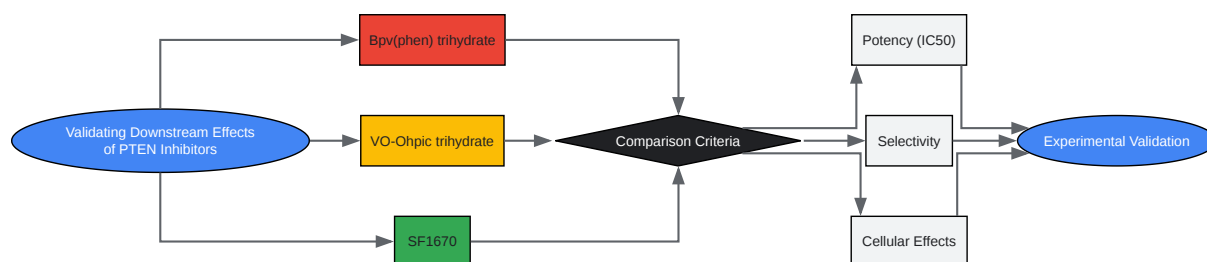 Validating Downstream Effects
of PTEN Inhibitors
Bpv(phen) trihydrate
VO-Ohpic trihydrate
SF1670
Comparison Criteria
Potency (IC50)
Selectivity
Cellular Effects
Experimental Validation